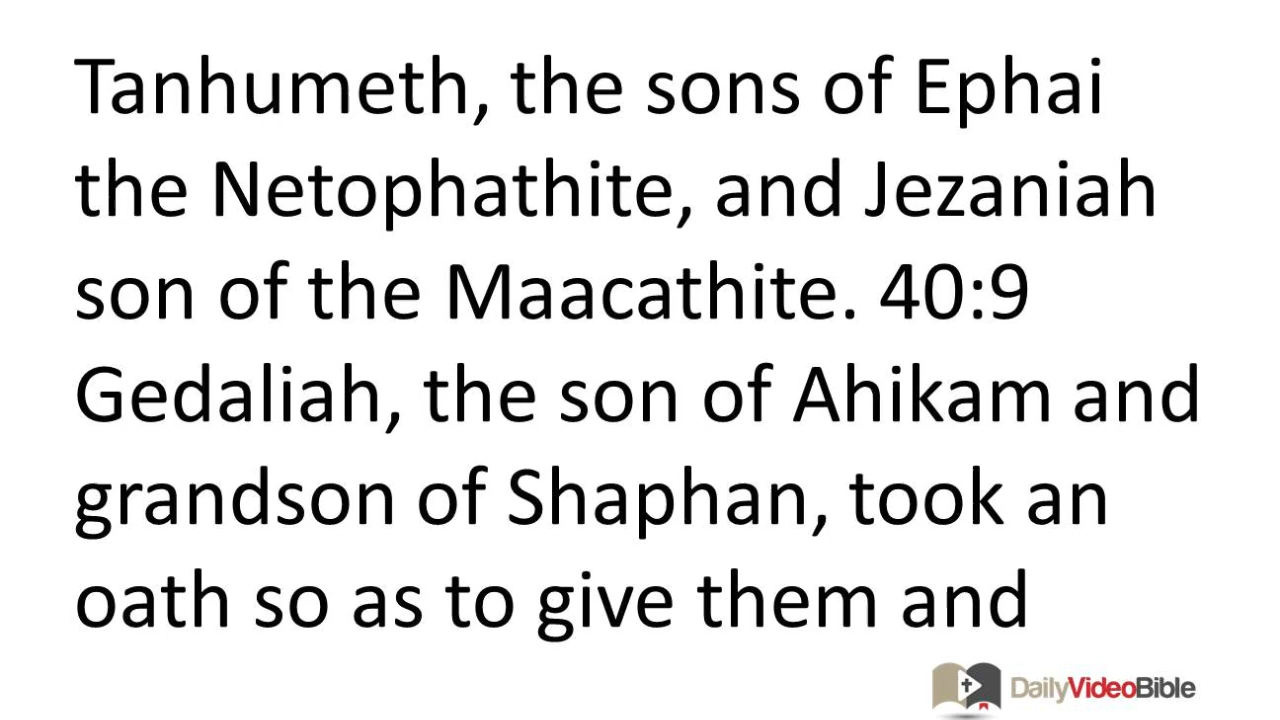 Tanhumeth, the sons of Ephai
the Netophathite, and Jezaniah
son of the Maacathite. 40:9
Gedaliah, the son of Ahikam and
grandson of Shaphan, took an
oath so as to give them and
DailyVideoBible